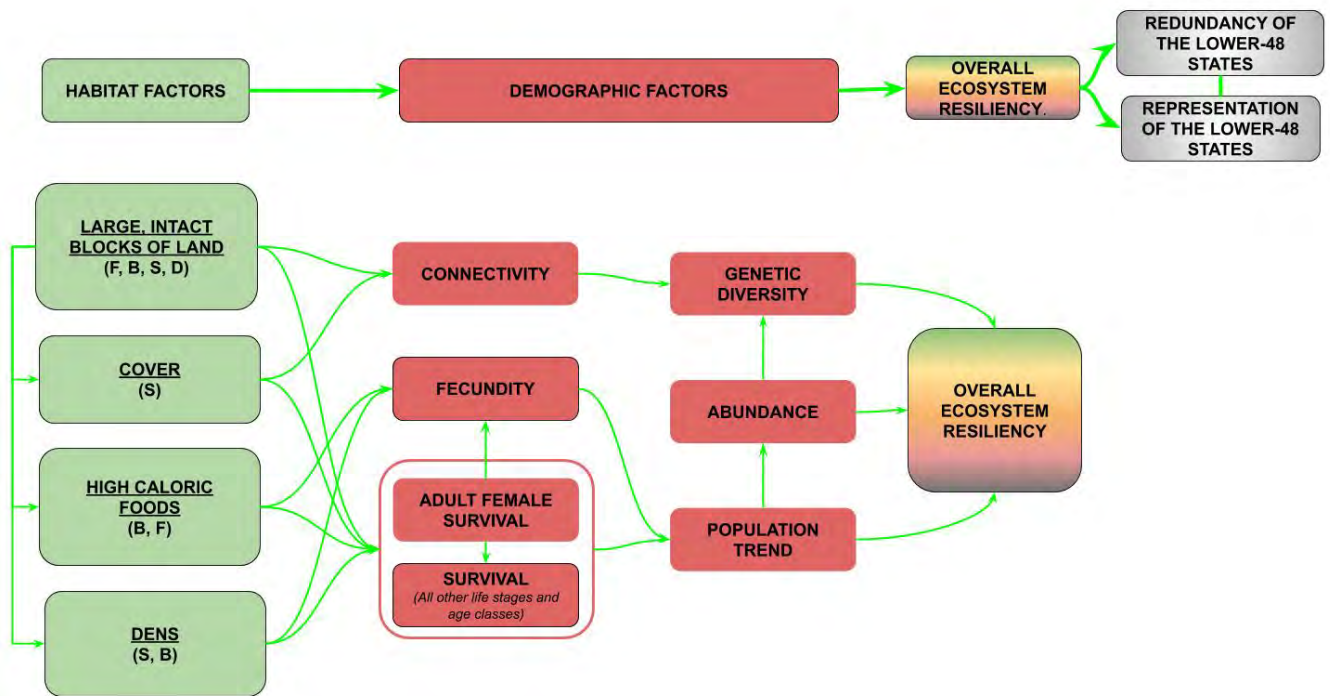 HABITAT FACTORS
DEMOGRAPHIC FACTORS
OVERALL
ECOSYSTEM
RESILIENCY.
REDUNDANCY OF
THE LOWER-48
STATES
REPRESENTATION
OF THE LOWER-48
STATES
LARGE, INTACT
BLOCKS OF LAND
(F, B, S, D)
COVER
(S)
HIGH CALORIC
FOODS
(B, F)
DENS
(S, B)
CONNECTIVITY
FECUNDITY
ADULT FEMALE
SURVIVAL
SURVIVAL
(All other life stages and
age classes)
GENETIC
DIVERSITY
ABUNDANCE
POPULATION
TREND
OVERALL
ECOSYSTEM
RESILIENCY